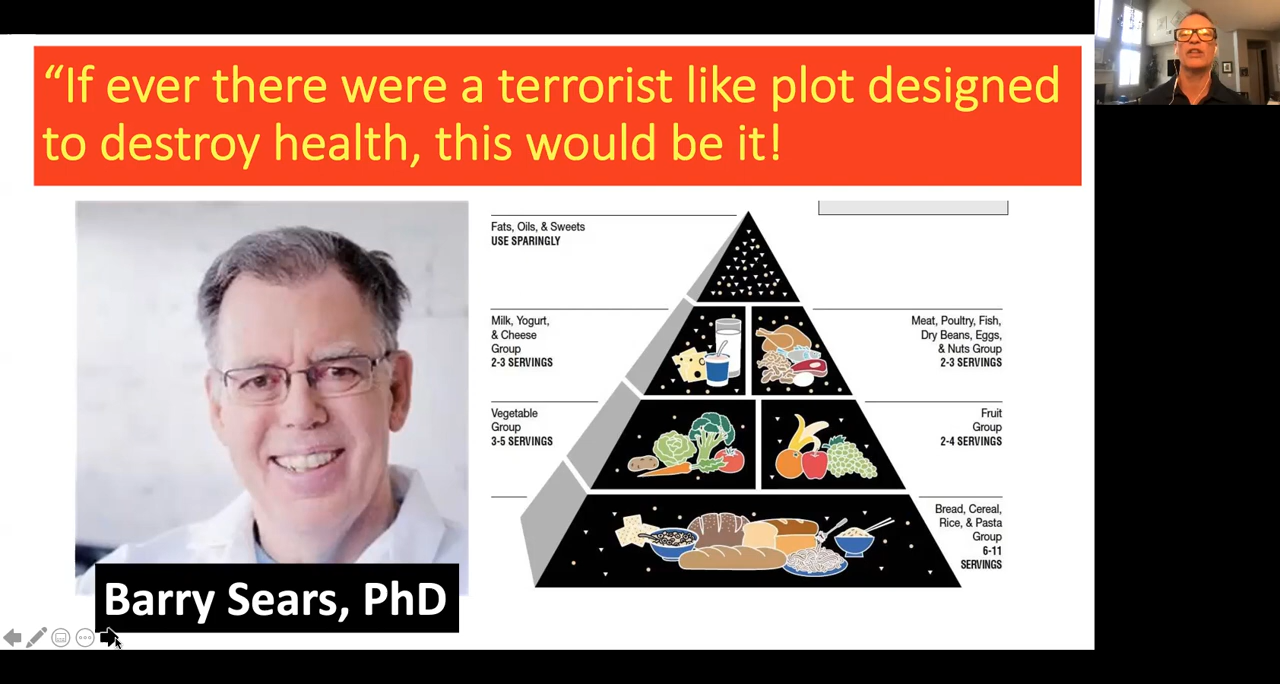 “If ever there were a terrorist like plot designed
to destroy health, this would be it!
Fats, Oils, & Sweets
USE SPARINGLY
Milk, Yogurt,
& Cheese
Group
2-3 SERVINGS
Meat, Poultry, Fish,
Dry Beans, Eggs,
& Nuts Group
2-3 SERVINGS
Vegetable
Group
3-5 SERVINGS
Fruit
Group
2-4 SERVINGS
Bread, Cereal,
Rice, & Pasta
Group
6-11
SERVINGS
Barry Sears, PhD